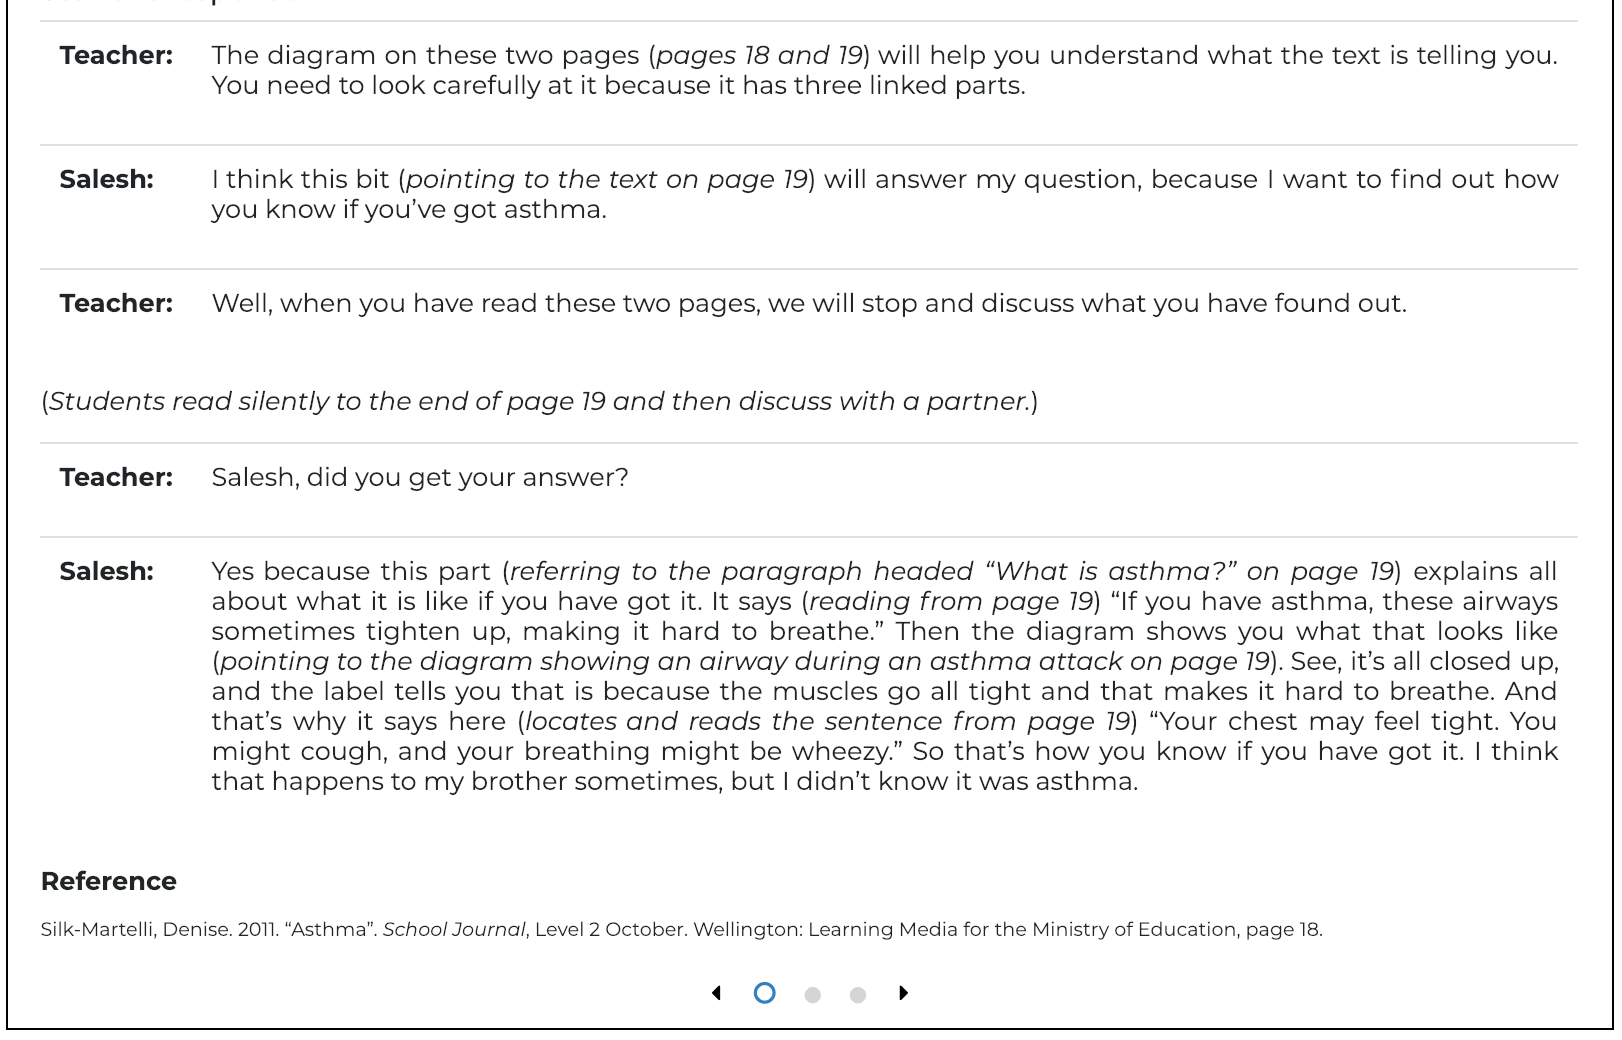 Teacher: The diagram on these two pages (pages 18 and 19) will help you understand what the text is telling you.
You need to look carefully at it because it has three linked parts.
Salesh: I think this bit (pointing to the text on page 19) will answer my question, because I want to find out how
you know if you’ve got asthma.
Teacher: Well, when you have read these two pages, we will stop and discuss what you have found out.
(Students read silently to the end of page 19 and then discuss with a partner.)
Teacher: Salesh, did you get your answer?
Salesh: Yes because this part (referring to the paragraph headed “What is asthma?” on page 19) explains all
about what it is like if you have got it. It says (reading from page 19) “If you have asthma, these airways
sometimes tighten up, making it hard to breathe.” Then the diagram shows you what that looks like
(pointing to the diagram showing an airway during an asthma attack on page 19). See, it’s all closed up,
and the label tells you that is because the muscles go all tight and that makes it hard to breathe. And
that’s why it says here (locates and reads the sentence from page 19) “Your chest may feel tight. You
might cough, and your breathing might be wheezy.” So that’s how you know if you have got it. I think
that happens to my brother sometimes, but I didn’t know it was asthma.
Reference
Silk-Martelli, Denise. 2011. “Asthma”. School Journal, Level 2 October. Wellington: Learning Media for the Ministry of Education, page 18.